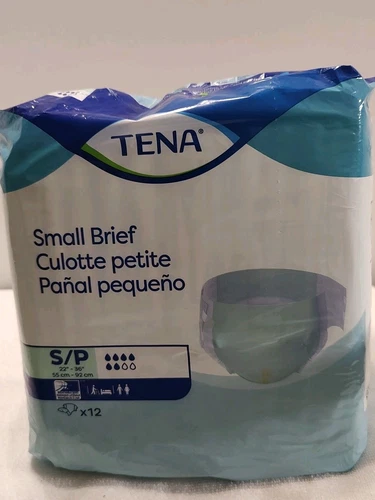 TENA®
Small Brief
Culotte petite
Pañal pequeño
S/P
22" - 36"
55 cm - 92 cm
x12